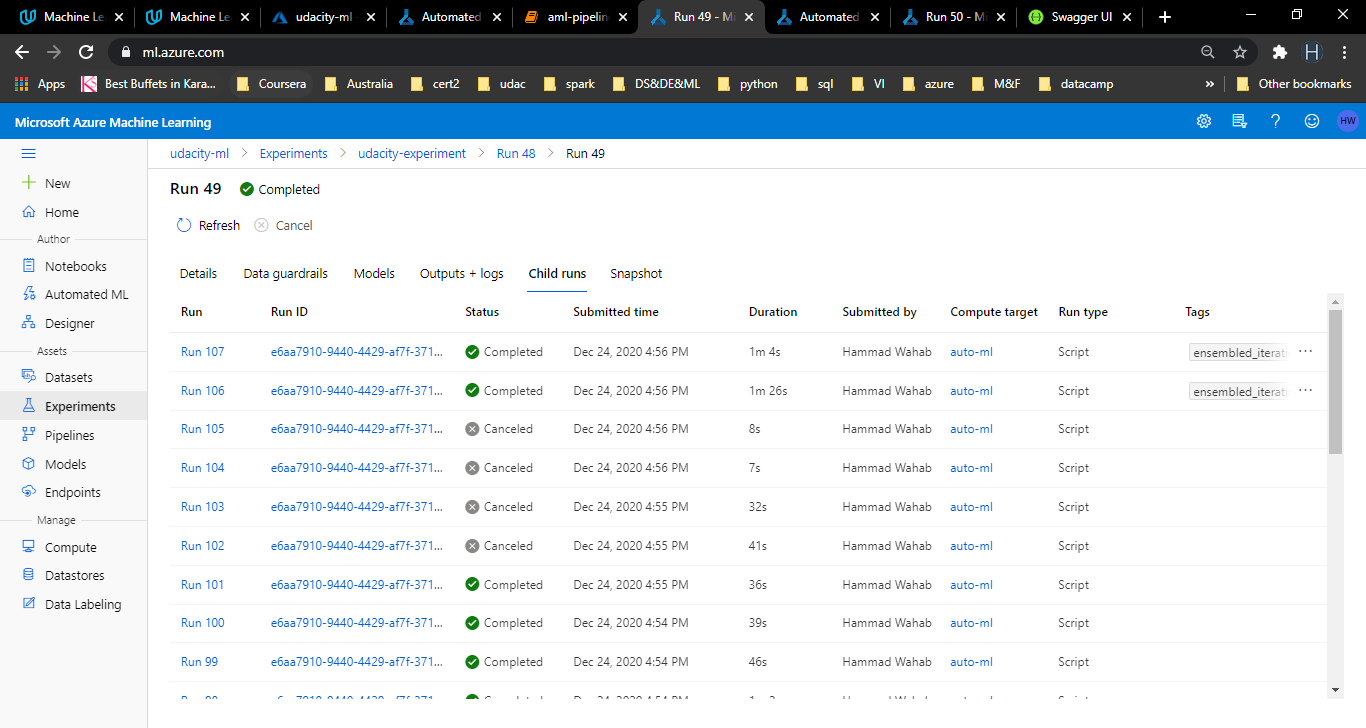 Machine Le Machine Le udacity-ml Automated aml-pipelin Run 49 - Mi Automated Run 50 - Mi Swagger UI
ml.azure.com H
Apps Best Buffets in Kara... Coursera Australia cert2 udac spark DS&DE&ML python sql VI azure M&F datacamp » Other bookmarks
Microsoft Azure Machine Learning HW
udacity-ml > Experiments > udacity-experiment > Run 48 > Run 49
New
Home
Author
Notebooks
Automated ML
Designer
Assets
Datasets
Experiments
Pipelines
Models
Endpoints
Manage
Compute
Datastores
Data Labeling
Run 49 Completed
Refresh Cancel
Details Data guardrails Models Outputs + logs Child runs Snapshot
Run Run ID Status Submitted time Duration Submitted by Compute target Run type Tags
Run 107 e6aa7910-9440-4429-af7f-371... Completed Dec 24, 2020 4:56 PM 1m 4s Hammad Wahab auto-ml Script ensembled_iterati ...
Run 106 e6aa7910-9440-4429-af7f-371... Completed Dec 24, 2020 4:56 PM 1m 26s Hammad Wahab auto-ml Script ensembled_iterati ...
Run 105 e6aa7910-9440-4429-af7f-371... Canceled Dec 24, 2020 4:56 PM 8s Hammad Wahab auto-ml Script
Run 104 e6aa7910-9440-4429-af7f-371... Canceled Dec 24, 2020 4:56 PM 7s Hammad Wahab auto-ml Script
Run 103 e6aa7910-9440-4429-af7f-371... Canceled Dec 24, 2020 4:55 PM 32s Hammad Wahab auto-ml Script
Run 102 e6aa7910-9440-4429-af7f-371... Canceled Dec 24, 2020 4:55 PM 41s Hammad Wahab auto-ml Script
Run 101 e6aa7910-9440-4429-af7f-371... Completed Dec 24, 2020 4:55 PM 36s Hammad Wahab auto-ml Script
Run 100 e6aa7910-9440-4429-af7f-371... Completed Dec 24, 2020 4:54 PM 39s Hammad Wahab auto-ml Script
Run 99 e6aa7910-9440-4429-af7f-371... Completed Dec 24, 2020 4:54 PM 46s Hammad Wahab auto-ml Script